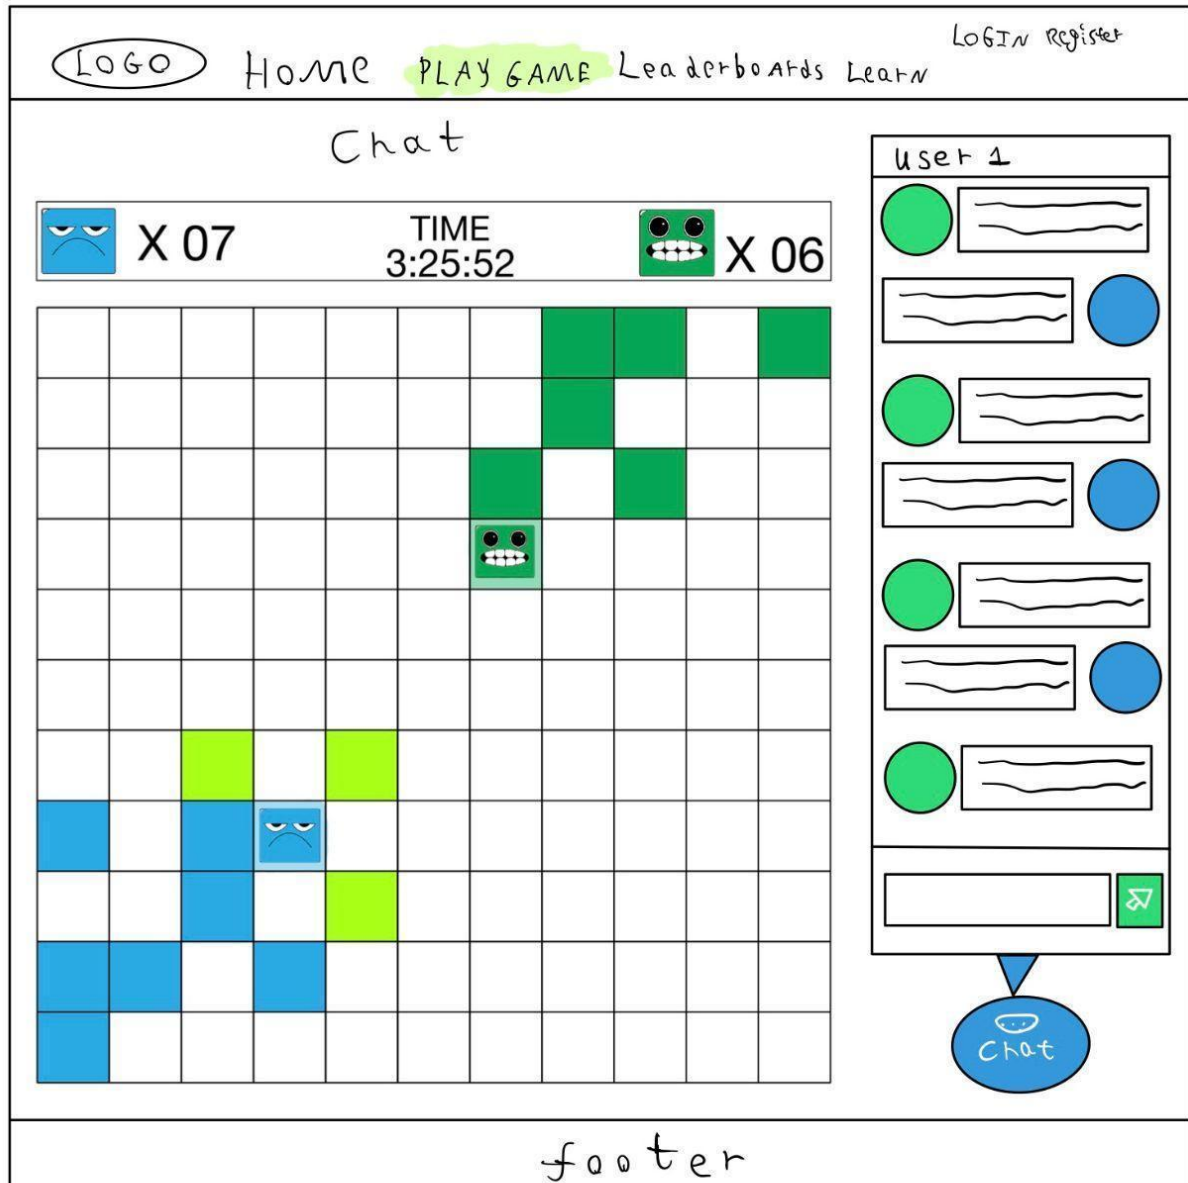 LOGIN Register
LOGO Home PLAY GAME Leaderboards Learn
Chat
X 07 TIME X 06
3:25:52
user 1
Chat
footer